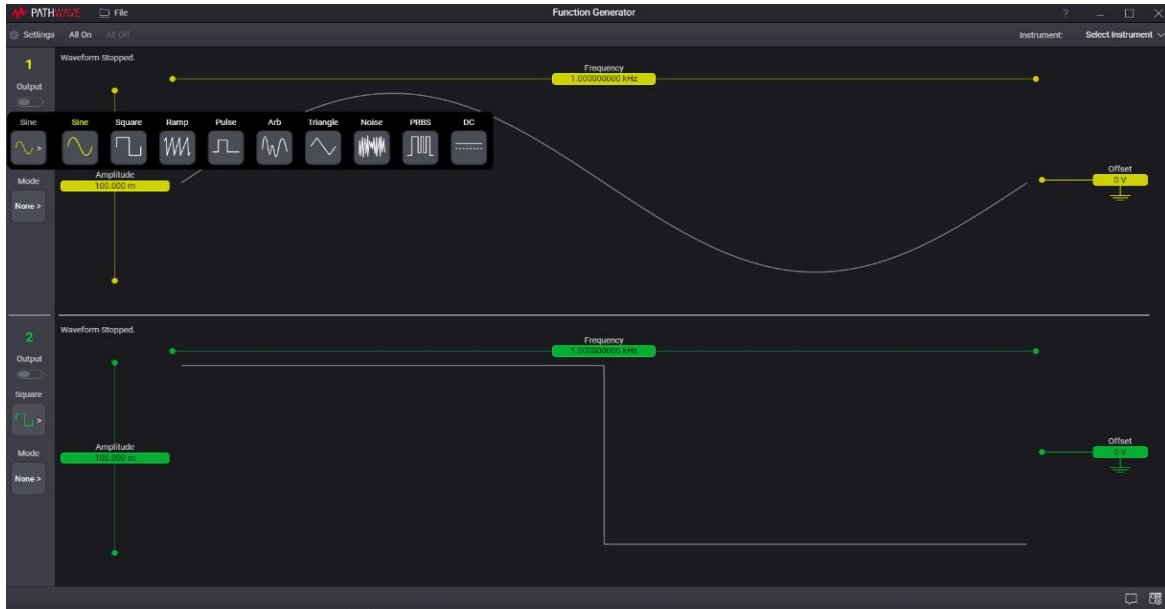 PATHWAVE File Function Generator ?
Settings All On All Off Instrument: Select Instrument
1
Waveform Stopped.
Frequency
1.000000000 kHz
Output
Sine Sine Square Ramp Pulse Arb Triangle Noise PRBS DC
Amplitude
100.000 m
Offset
0 V
Mode
None >
2
Waveform Stopped.
Frequency
1.000000000 kHz
Output
Square
Amplitude
100.000 m
Offset
0 V
Mode
None >